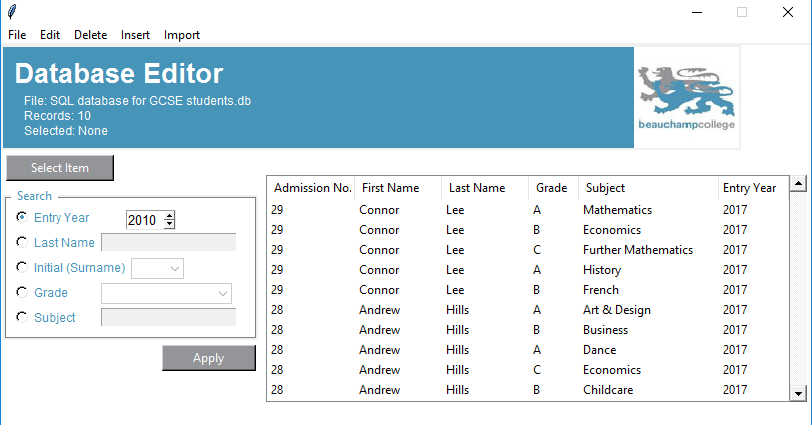 File Edit Delete Insert Import
Database Editor
File: SQL database for GCSE students.db
Records: 10
Selected: None
beauchampcollege
Select Item
Search
Entry Year 2010
Last Name
Initial (Surname)
Grade
Subject
Apply
Admission No. First Name Last Name Grade Subject Entry Year
29 Connor Lee A Mathematics 2017
29 Connor Lee B Economics 2017
29 Connor Lee C Further Mathematics 2017
29 Connor Lee A History 2017
29 Connor Lee B French 2017
28 Andrew Hills A Art & Design 2017
28 Andrew Hills B Business 2017
28 Andrew Hills A Dance 2017
28 Andrew Hills C Economics 2017
28 Andrew Hills B Childcare 2017